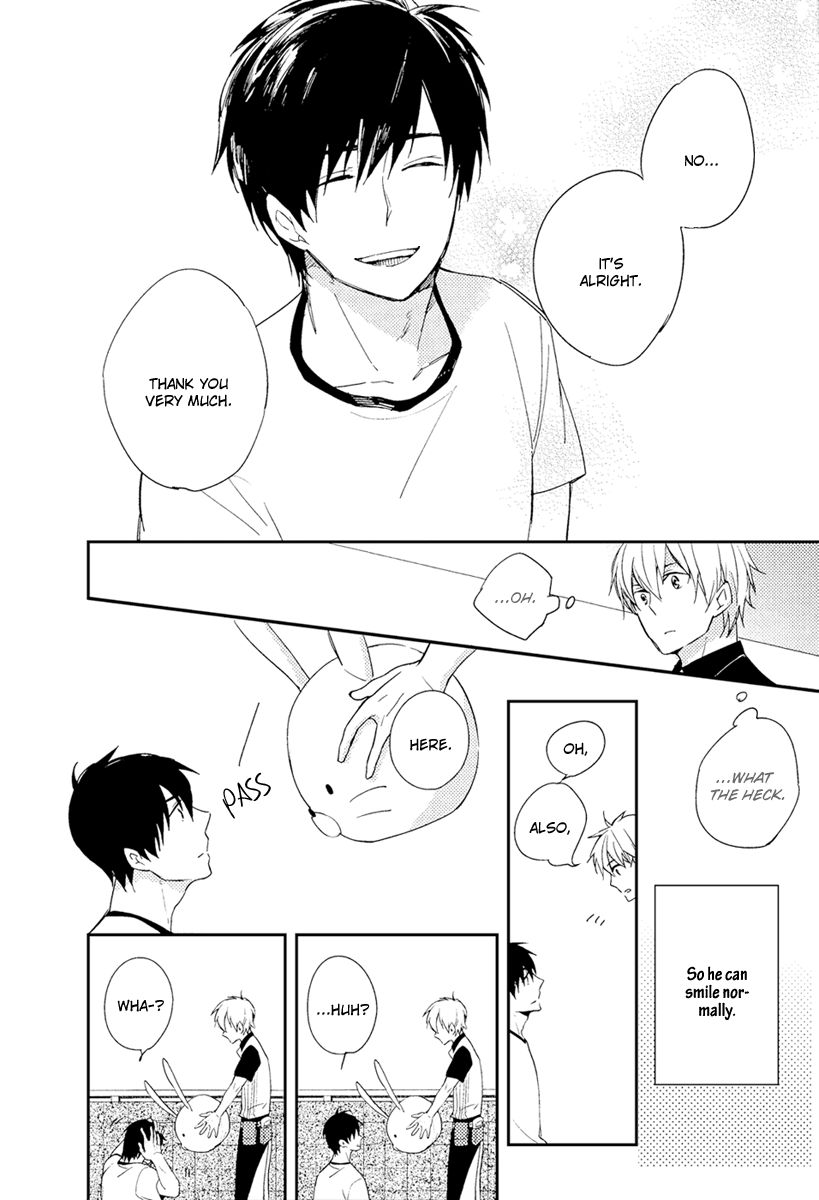 NO...
IT'S
ALRIGHT.
THANK YOU
VERY MUCH.
...OH.
...WHAT
THE HECK.
So he can
smile nor-
mally.
OH,
ALSO,
HERE.
PASS
...HUH?
WHA-?